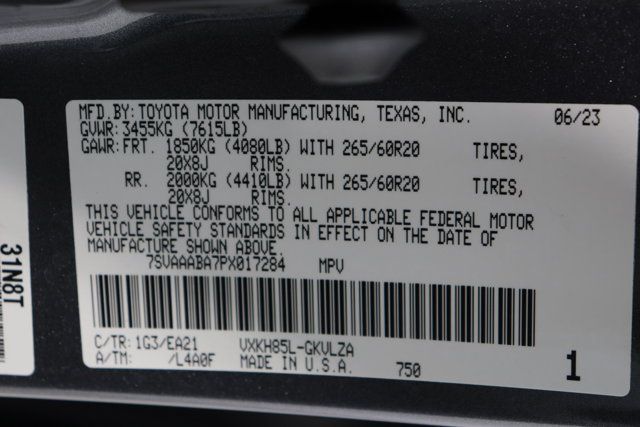 MFD.BY: TOYOTA MOTOR MANUFACTURING, TEXAS, INC. 06/23
GVWR: 3455KG (7615LB)
GAWR: FRT. 1850KG (4080LB) WITH 265/60R20 TIRES,
20X8J RIMS.
RR. 2000KG (4410LB) WITH 265/60R20 TIRES,
20X8J RIMS.
THIS VEHICLE CONFORMS TO ALL APPLICABLE FEDERAL MOTOR
VEHICLE SAFETY STANDARDS IN EFFECT ON THE DATE OF
MANUFACTURE SHOWN ABOVE.
7SVAAABA7PX017284 MPV
C/TR: 1G3/EA21 VXKH85L-GKVLZA
A/TM: /L4A0F MADE IN U.S.A. 750 1
31N8T